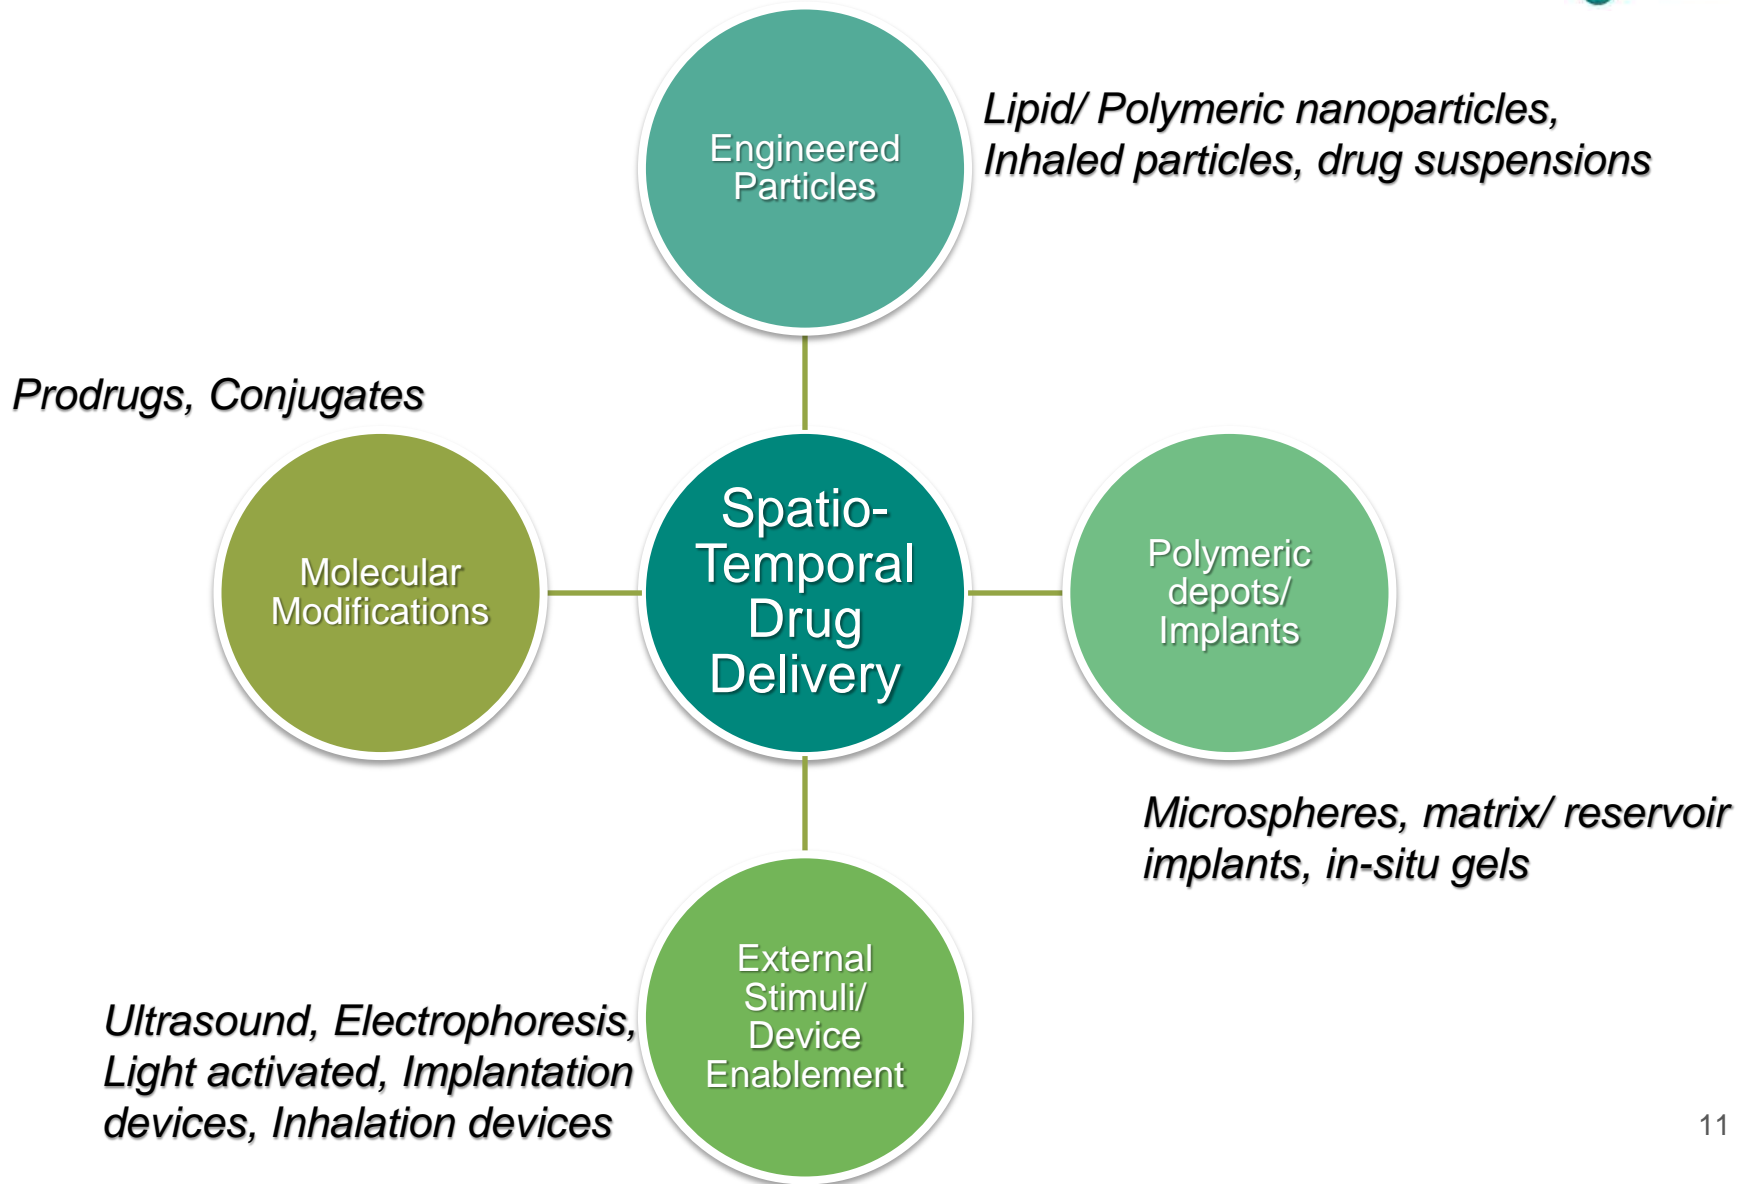 Engineered
Particles
Lipid/ Polymeric nanoparticles,
Inhaled particles, drug suspensions
Prodrugs, Conjugates
Molecular
Modifications
Spatio-
Temporal
Drug
Delivery
Polymeric
depots/
Implants
Microspheres, matrix/ reservoir
implants, in-situ gels
External
Stimuli/
Device
Enablement
Ultrasound, Electrophoresis,
Light activated, Implantation
devices, Inhalation devices
11